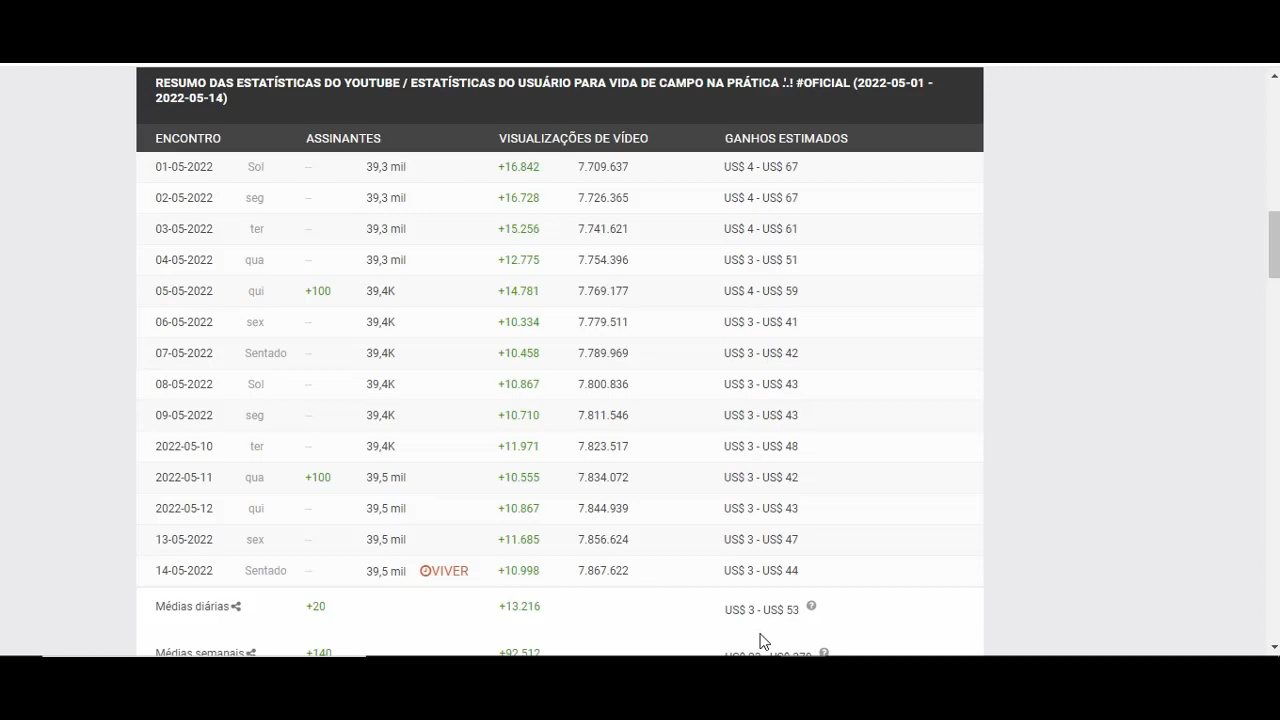 RESUMO DAS ESTATÍSTICAS DO YOUTUBE / ESTATÍSTICAS DO USUÁRIO PARA VIDA DE CAMPO NA PRÁTICA .'.! #OFICIAL (2022-05-01 -
2022-05-14)
ENCONTRO ASSINANTES VISUALIZAÇÕES DE VÍDEO GANHOS ESTIMADOS
01-05-2022 Sol -- 39,3 mil +16.842 7.709.637 US$ 4 - US$ 67
02-05-2022 seg -- 39,3 mil +16.728 7.726.365 US$ 4 - US$ 67
03-05-2022 ter -- 39,3 mil +15.256 7.741.621 US$ 4 - US$ 61
04-05-2022 qua -- 39,3 mil +12.775 7.754.396 US$ 3 - US$ 51
05-05-2022 qui +100 39,4K +14.781 7.769.177 US$ 4 - US$ 59
06-05-2022 sex -- 39,4K +10.334 7.779.511 US$ 3 - US$ 41
07-05-2022 Sentado -- 39,4K +10.458 7.789.969 US$ 3 - US$ 42
08-05-2022 Sol -- 39,4K +10.867 7.800.836 US$ 3 - US$ 43
09-05-2022 seg -- 39,4K +10.710 7.811.546 US$ 3 - US$ 43
2022-05-10 ter -- 39,4K +11.971 7.823.517 US$ 3 - US$ 48
2022-05-11 qua +100 39,5 mil +10.555 7.834.072 US$ 3 - US$ 42
2022-05-12 qui -- 39,5 mil +10.867 7.844.939 US$ 3 - US$ 43
13-05-2022 sex -- 39,5 mil +11.685 7.856.624 US$ 3 - US$ 47
14-05-2022 Sentado -- 39,5 mil VIVER +10.998 7.867.622 US$ 3 - US$ 44
Médias diárias +20 +13.216 US$ 3 - US$ 53
Médias semanais +140 +92.512